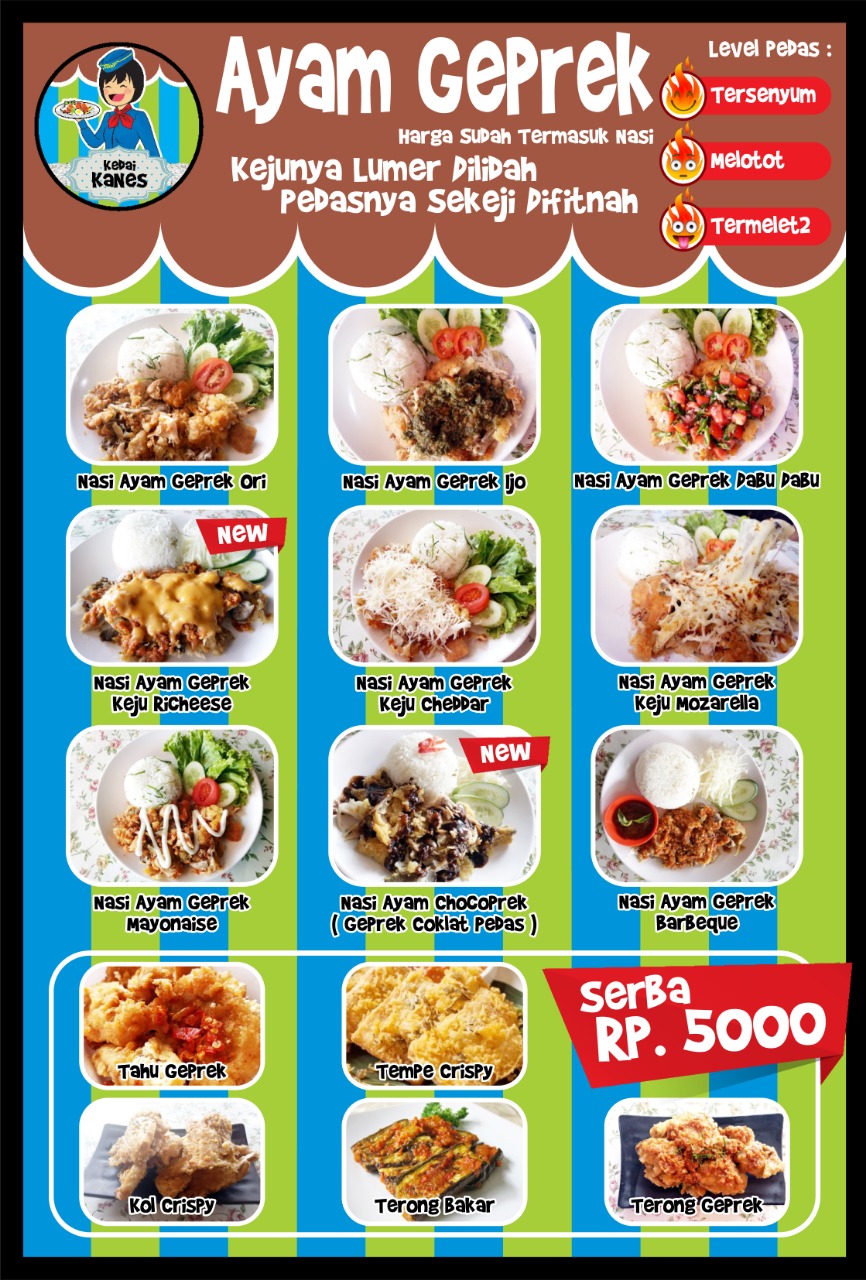 Kedai
Kanes
Ayam Geprek
Harga Sudah Termasuk Nasi
Kejunya Lumer Dilidah
Pedasnya Sekeji Difitnah
Level Pedas :
Tersenyum
Melotot
Termelet2
Nasi Ayam Geprek Ori
Nasi Ayam Geprek Ijo
Nasi Ayam Geprek Dabu Dabu
New
Nasi Ayam Geprek
Keju Richeese
Nasi Ayam Geprek
Keju Cheddar
Nasi Ayam Geprek
Keju Mozarella
Nasi Ayam Geprek
Mayonaise
New
Nasi Ayam Chocoprek
( Geprek Coklat Pedas )
Nasi Ayam Geprek
Barbeque
Serba
RP. 5000
Tahu Geprek
Tempe Crispy
Kol Crispy
Terong Bakar
Terong Geprek